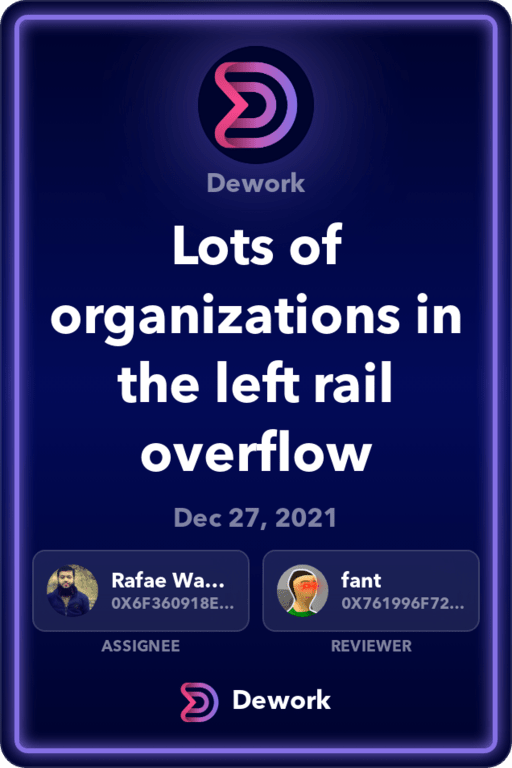 Dework
Lots of
organizations in
the left rail
overflow
Dec 27, 2021
Rafae Wa...
0X6F360918E...
ASSIGNEE
fant
0X761996F72...
REVIEWER
Dework